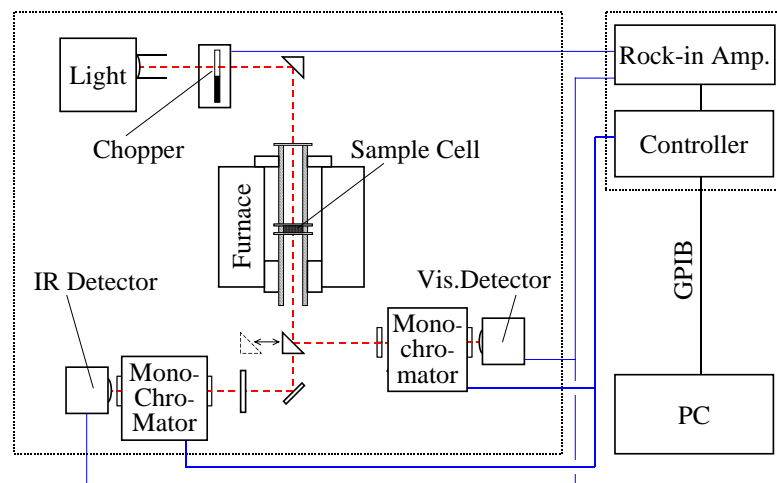 Light
Rock-in Amp.
Chopper
Sample Cell
Controller
Furnace
IR Detector
Vis.Detector
GPIB
Mono-
chro-
mator
Mono-
Chro-
Mator
PC